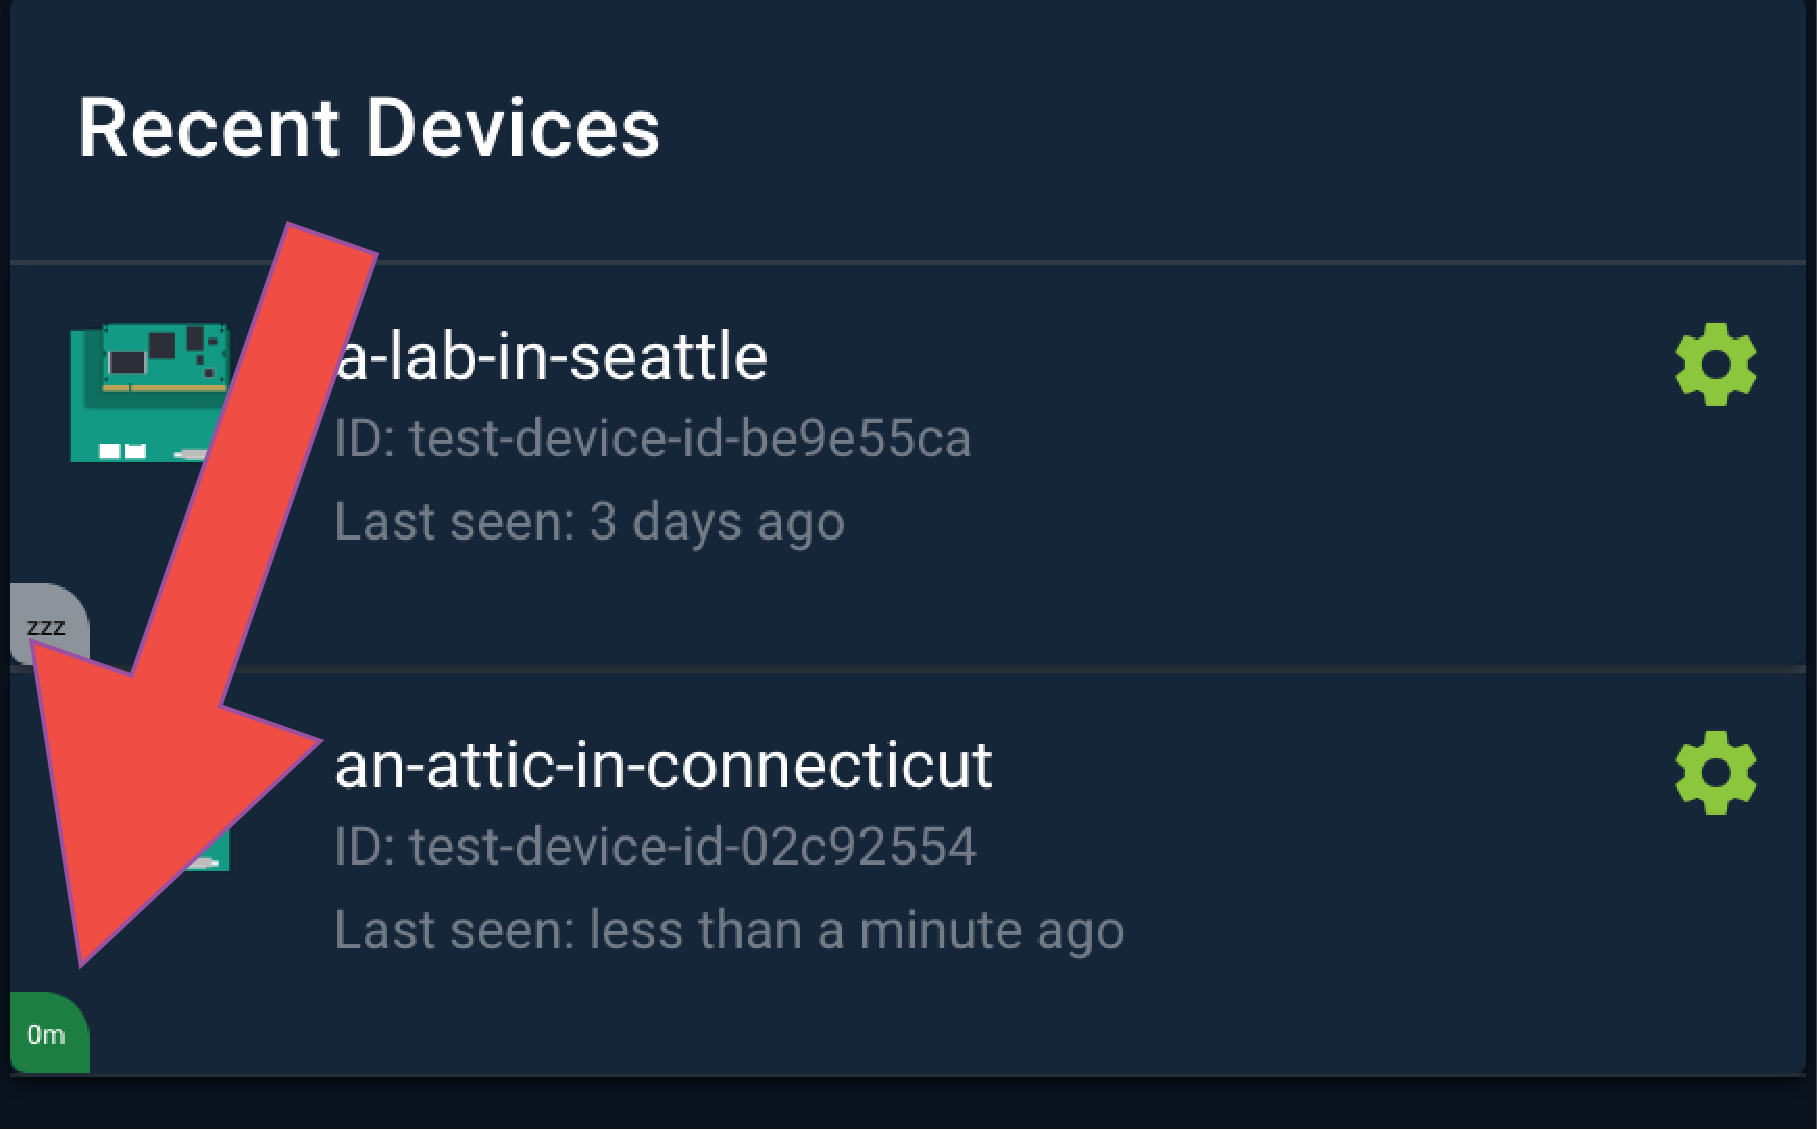 Recent Devices
a-lab-in-seattle
ID: test-device-id-be9e55ca
Last seen: 3 days ago
zzz
an-attic-in-connecticut
ID: test-device-id-02c92554
Last seen: less than a minute ago
0m